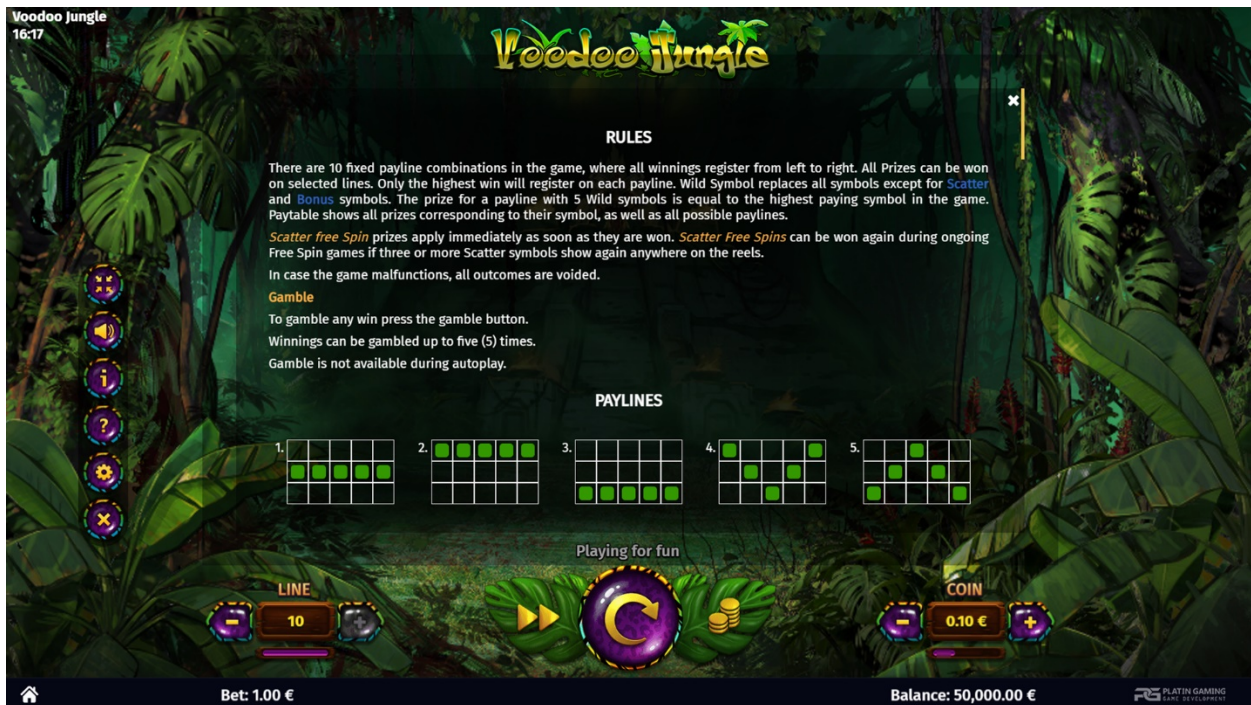 Voodoo Jungle
16:17
Voodoo Jungle
RULES
There are 10 fixed payline combinations in the game, where all winnings register from left to right. All Prizes can be won
on selected lines. Only the highest win will register on each payline. Wild Symbol replaces all symbols except for Scatter
and Bonus symbols. The prize for a payline with 5 Wild symbols is equal to the highest paying symbol in the game.
Paytable shows all prizes corresponding to their symbol, as well as all possible paylines.
Scatter free Spin prizes apply immediately as soon as they are won. Scatter Free Spins can be won again during ongoing
Free Spin games if three or more Scatter symbols show again anywhere on the reels.
In case the game malfunctions, all outcomes are voided.
Gamble
To gamble any win press the gamble button.
Winnings can be gambled up to five (5) times.
Gamble is not available during autoplay.
PAYLINES
1. 2. 3. 4. 5.
Playing for fun
LINE
10
COIN
0.10 €
Bet: 1.00 €
Balance: 50,000.00 €
PG PLATIN GAMING
GAME DEVELOPMENT